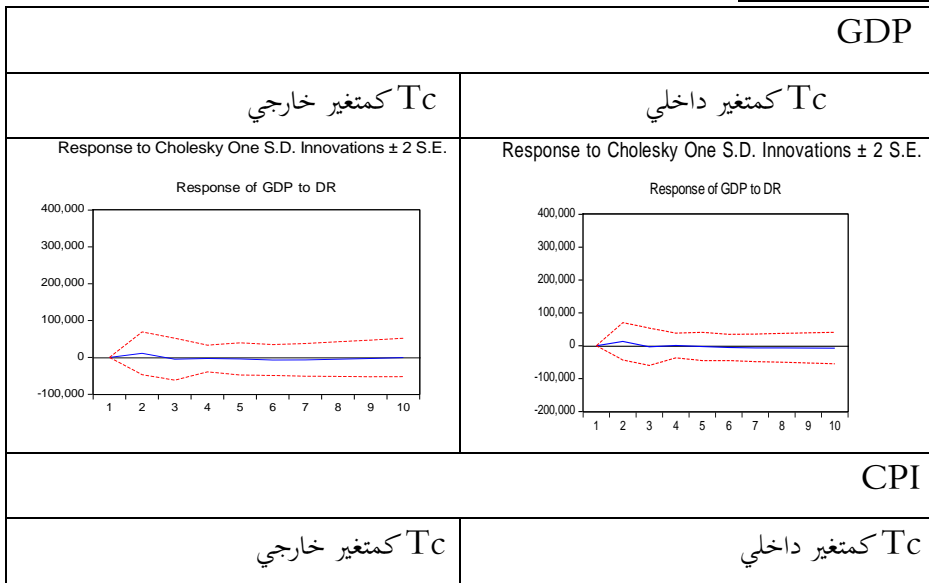 GDP
Tc كمتغير داخلي
Tc كمتغير خارجي
Response to Cholesky One S.D. Innovations ± 2 S.E.
Response of GDP to DR
400,000
300,000
200,000
100,000
0
-100,000
-200,000
1 2 3 4 5 6 7 8 9 10
Response to Cholesky One S.D. Innovations ± 2 S.E.
Response of GDP to DR
400,000
300,000
200,000
100,000
0
-100,000
1 2 3 4 5 6 7 8 9 10
CPI
Tc كمتغير داخلي
Tc كمتغير خارجي